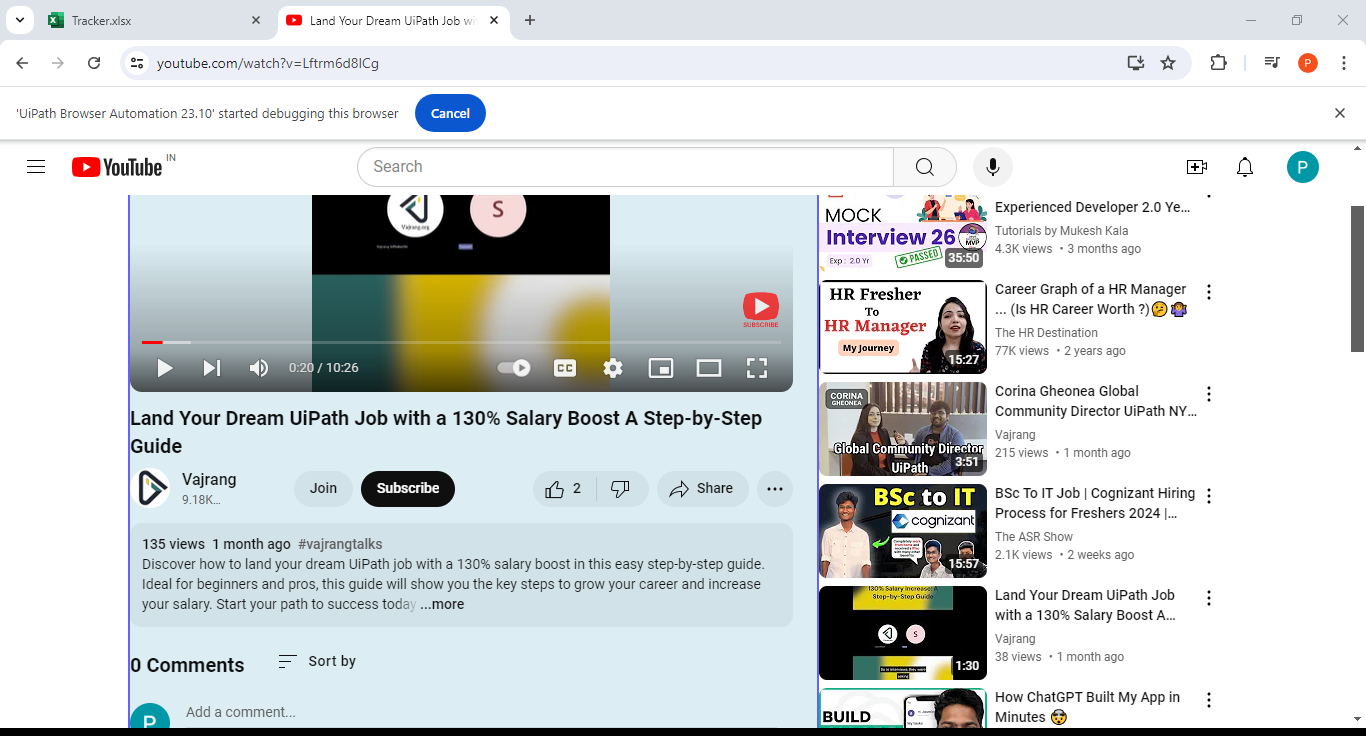 Tracker.xlsx
Land Your Dream UiPath Job wi
youtube.com/watch?v=Lftrm6d8lCg
P
'UiPath Browser Automation 23.10' started debugging this browser
Cancel
YouTube IN
Search
P
Vajrang.org
S
SUBSCRIBE
0:20 / 10:26
CC
Land Your Dream UiPath Job with a 130% Salary Boost A Step-by-Step
Guide
Vajrang
9.18K...
Join
Subscribe
2
Share
135 views 1 month ago #vajrangtalks
Discover how to land your dream UiPath job with a 130% salary boost in this easy step-by-step guide.
Ideal for beginners and pros, this guide will show you the key steps to grow your career and increase
your salary. Start your path to success today ...more
0 Comments
Sort by
P
Add a comment...
MOCK
Interview 26
MVP
Exp : 2.0 Yr
PASSED
35:50
Experienced Developer 2.0 Ye...
Tutorials by Mukesh Kala
4.3K views • 3 months ago
HR Fresher
To
HR Manager
My Journey
15:27
Career Graph of a HR Manager
... (Is HR Career Worth ?)🤔 🤷‍♀️
The HR Destination
77K views • 2 years ago
CORINA
GHEONEA
Global Community Director
UiPath
3:51
Corina Gheonea Global
Community Director UiPath NY...
Vajrang
215 views • 1 month ago
BSc to IT
cognizant
15:57
BSc To IT Job | Cognizant Hiring
Process for Freshers 2024 |...
The ASR Show
2.1K views • 2 weeks ago
130% Salary Increase: A
Step-by-Step Guide
S
1:30
Land Your Dream UiPath Job
with a 130% Salary Boost A...
Vajrang
38 views • 1 month ago
BUILD
How ChatGPT Built My App in
Minutes 🤯